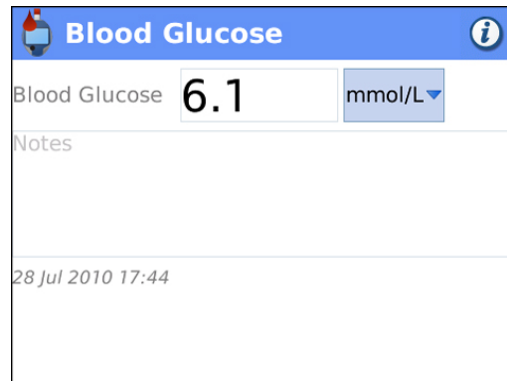 Blood Glucose
i
Blood Glucose 6.1 mmol/L
Notes
28 Jul 2010 17:44